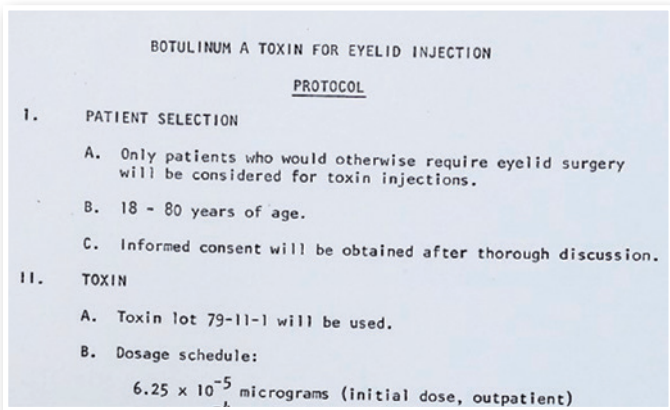 BOTULINUM A TOXIN FOR EYELID INJECTION
PROTOCOL
I. PATIENT SELECTION
A. Only patients who would otherwise require eyelid surgery
will be considered for toxin injections.
B. 18 - 80 years of age.
C. Informed consent will be obtained after thorough discussion.
II. TOXIN
A. Toxin lot 79-11-1 will be used.
B. Dosage schedule:
6.25 x 10⁻⁵ micrograms (initial dose, outpatient)